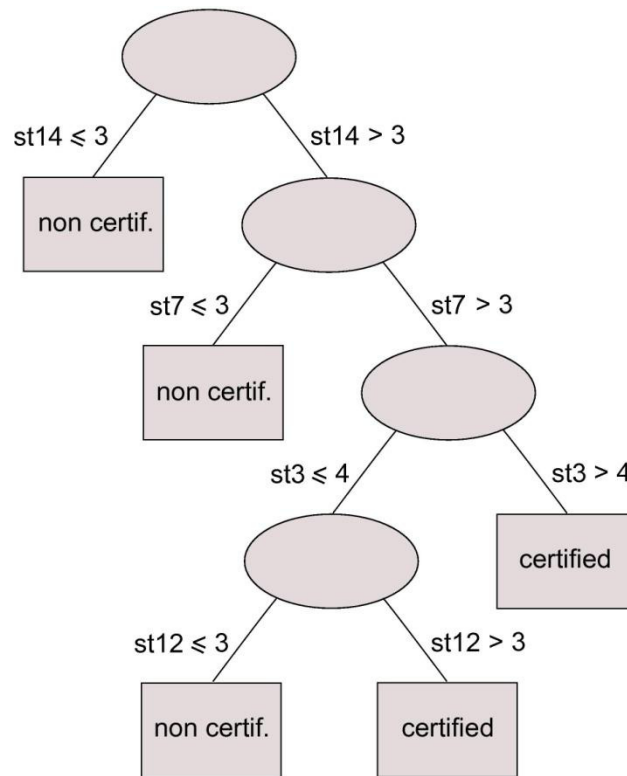 st14 ⩽ 3
st14 > 3
non certif.
st7 ⩽ 3
st7 > 3
non certif.
st3 ⩽ 4
st3 > 4
certified
st12 ⩽ 3
st12 > 3
non certif.
certified